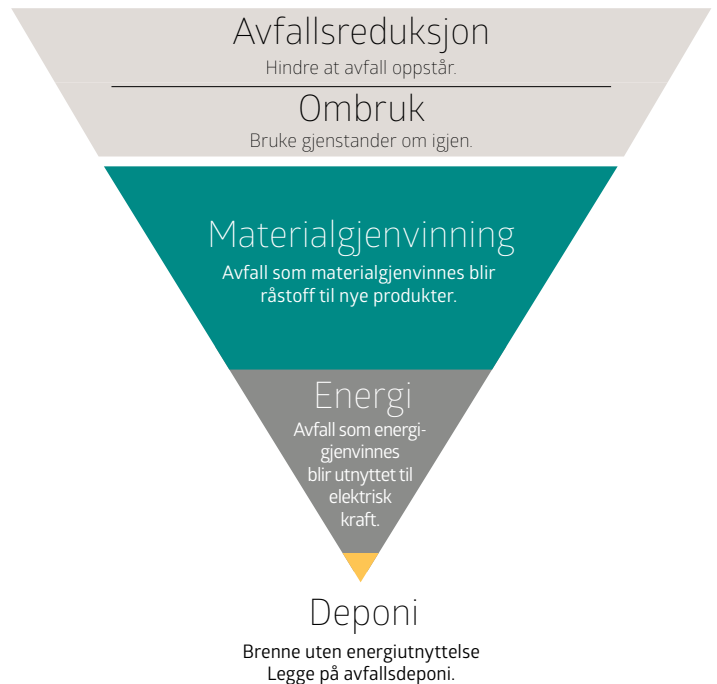 Avfallsreduksjon
Hindre at avfall oppstår.
Ombruk
Bruke gjenstander om igjen.
Materialgjenvinning
Avfall som materialgjenvinnes blir
råstoff til nye produkter.
Energi
Avfall som energi-
gjenvinnes
blir utnyttet til
elektrisk
kraft.
Deponi
Brenne uten energiutnyttelse
Legge på avfallsdeponi.